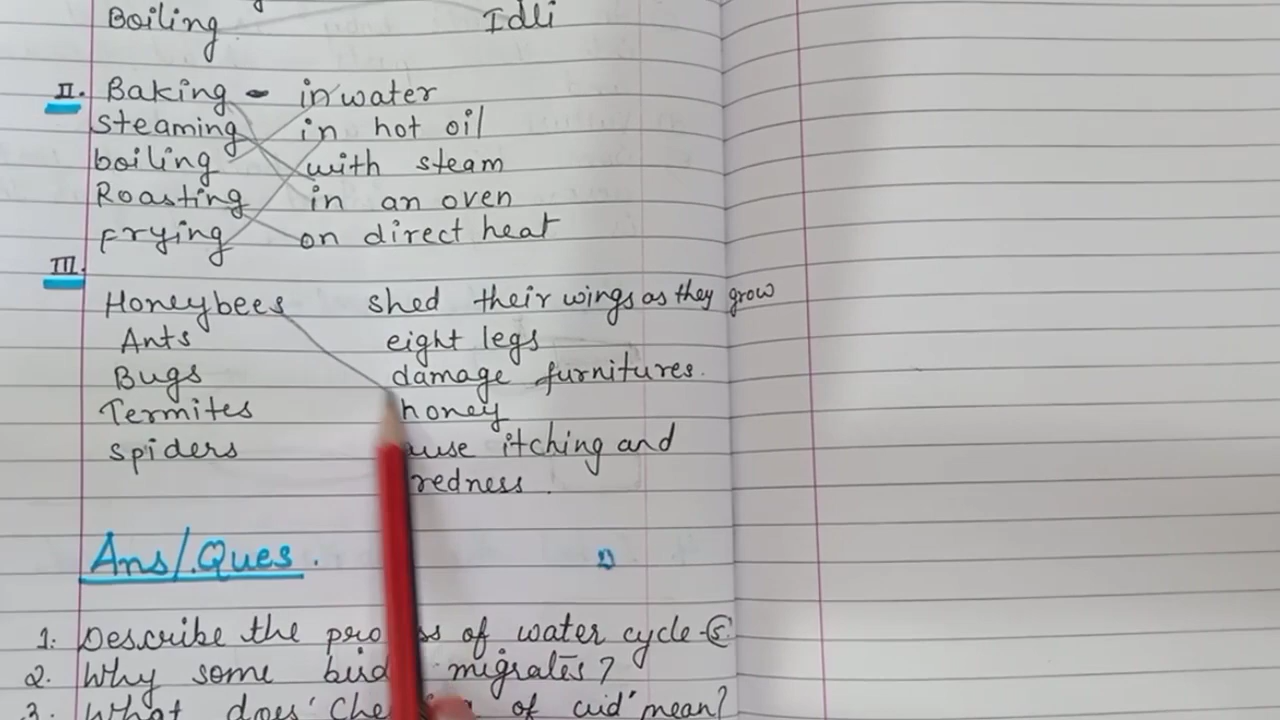 Boiling Idli
II. Baking - in water
steaming in hot oil
boiling with steam
Roasting in an oven
frying on direct heat
III.
Honeybees shed their wings as they grow
Ants eight legs
Bugs damage furnitures.
Termites honey
spiders itching and
redness.
Ans/.Ques.
1. Describe the of water cycle-
2. Why some migrates?
3. What does of cud' mean?